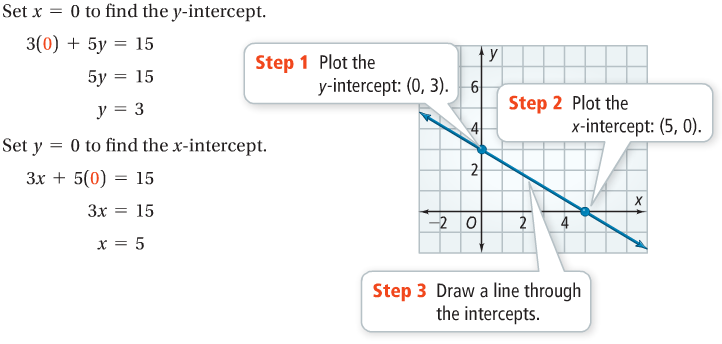 Set x = 0 to find the y-intercept.
3(0) + 5y = 15
5y = 15
y = 3
Set y = 0 to find the x-intercept.
3x + 5(0) = 15
3x = 15
x = 5
Step 1 Plot the
y-intercept: (0, 3).
Step 2 Plot the
x-intercept: (5, 0).
y
6
4
2
x
−2 O 2 4
Step 3 Draw a line through
the intercepts.